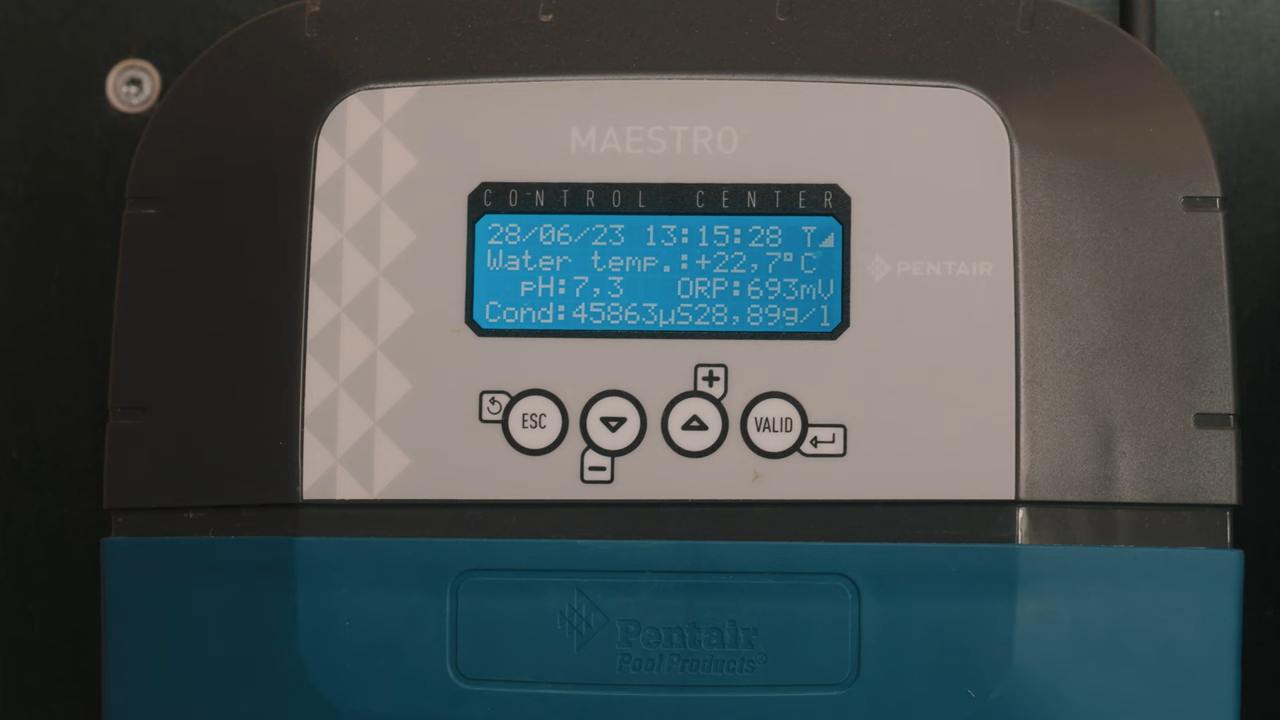 MAESTRO
CONTROL CENTER
28/06/23 13:15:28
Water temp.:+22,7°C
PENTAIR
pH:7,3 ORP:693mV
Cond:45863µS28,89g/l
ESC
VALID
Pentair
Pool Products®